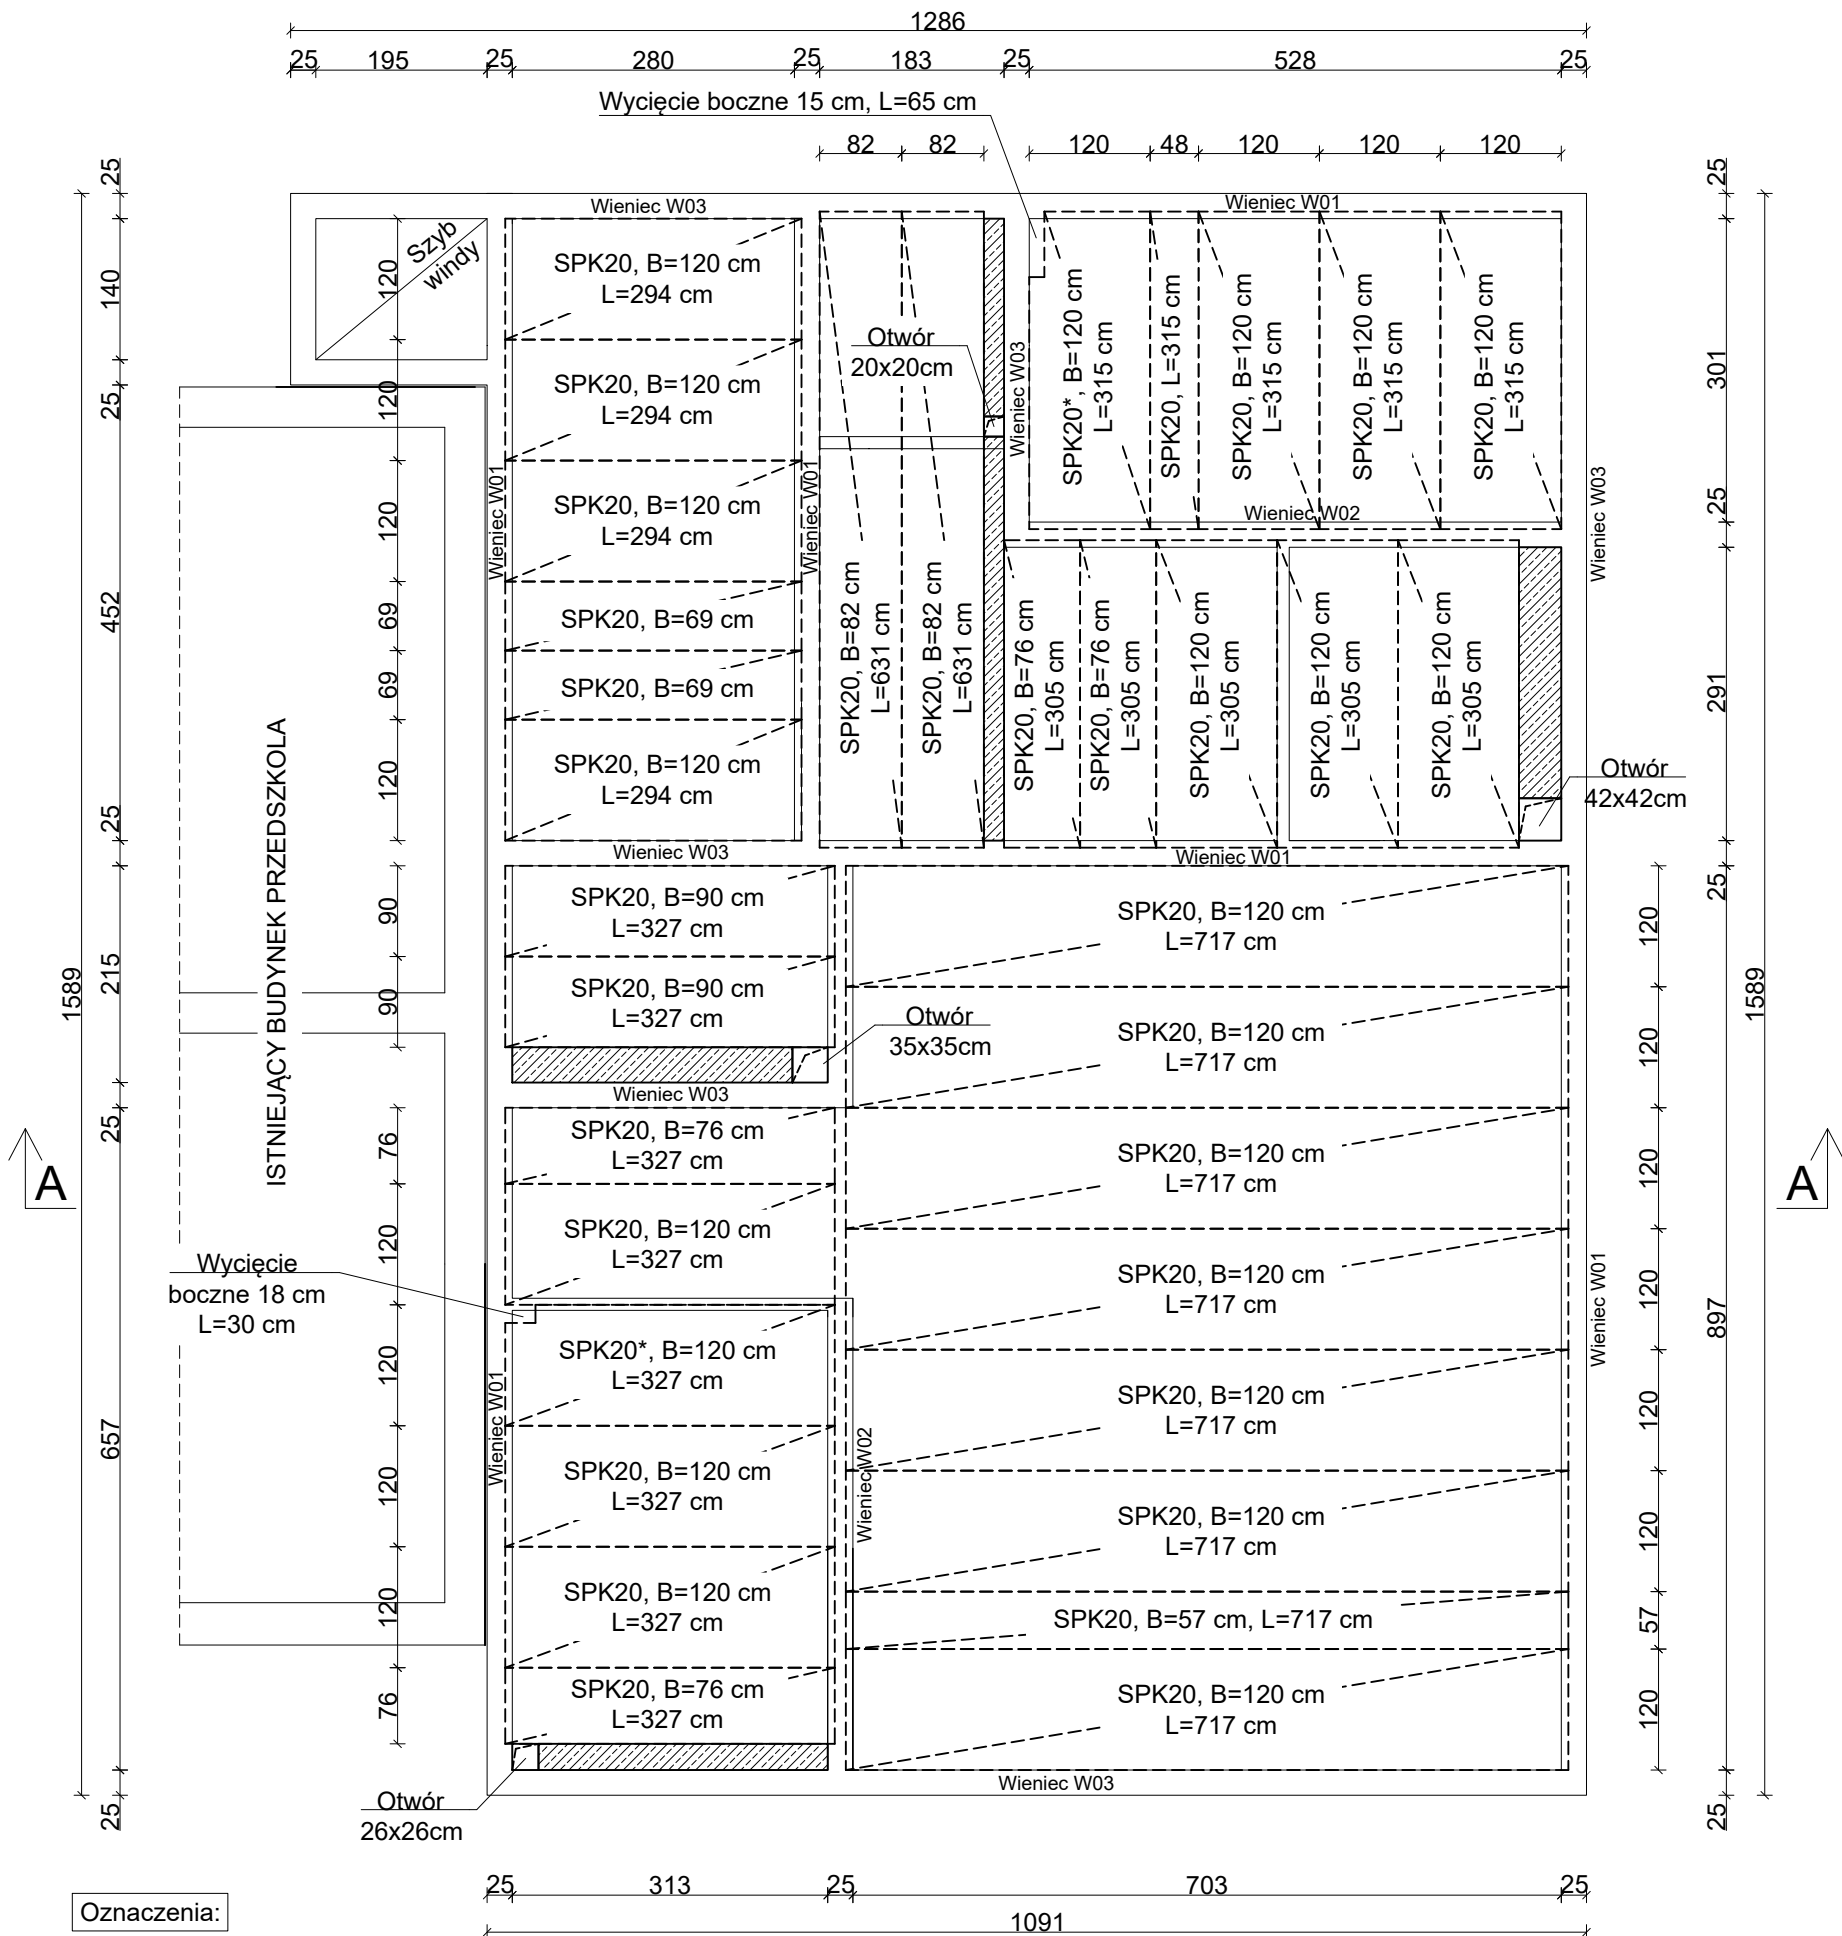 1286
25 195 25 280 25 183 25 528 25
Wycięcie boczne 15 cm, L=65 cm
82 82 120 48 120 120 120
25
140
25
452
25
215
25
657
25
1589
Szyb
windy
120
120
120
69
69
120
90
90
76
120
120
120
120
76
ISTNIEJĄCY BUDYNEK PRZEDSZKOLA
Wieniec W03
SPK20, B=120 cm
L=294 cm
SPK20, B=120 cm
L=294 cm
SPK20, B=120 cm
L=294 cm
SPK20, B=69 cm
SPK20, B=69 cm
SPK20, B=120 cm
L=294 cm
Wieniec W01
Wieniec W01
Wieniec W03
SPK20, B=82 cm
L=631 cm
SPK20, B=82 cm
L=631 cm
Otwór
20x20cm
Wieniec W03
Wieniec W01
SPK20*, B=120 cm
L=315 cm
SPK20, L=315 cm
SPK20, B=120 cm
L=315 cm
SPK20, B=120 cm
L=315 cm
SPK20, B=120 cm
L=315 cm
Wieniec W02
Wieniec W03
SPK20, B=76 cm
L=305 cm
SPK20, B=76 cm
L=305 cm
SPK20, B=120 cm
L=305 cm
SPK20, B=120 cm
L=305 cm
SPK20, B=120 cm
L=305 cm
Otwór
42x42cm
Wieniec W01
SPK20, B=90 cm
L=327 cm
SPK20, B=90 cm
L=327 cm
Otwór
35x35cm
Wieniec W03
SPK20, B=76 cm
L=327 cm
SPK20, B=120 cm
L=327 cm
Wycięcie
boczne 18 cm
L=30 cm
SPK20*, B=120 cm
L=327 cm
SPK20, B=120 cm
L=327 cm
SPK20, B=120 cm
L=327 cm
SPK20, B=76 cm
L=327 cm
Wieniec W01
Wieniec W02
Otwór
26x26cm
SPK20, B=120 cm
L=717 cm
SPK20, B=120 cm
L=717 cm
SPK20, B=120 cm
L=717 cm
SPK20, B=120 cm
L=717 cm
SPK20, B=120 cm
L=717 cm
SPK20, B=120 cm
L=717 cm
SPK20, B=57 cm, L=717 cm
SPK20, B=120 cm
L=717 cm
Wieniec W03
Wieniec W01
120
120
120
120
120
120
57
120
25
301
25
291
25
897
25
1589
A
A
25 313 25 703 25
1091
Oznaczenia: